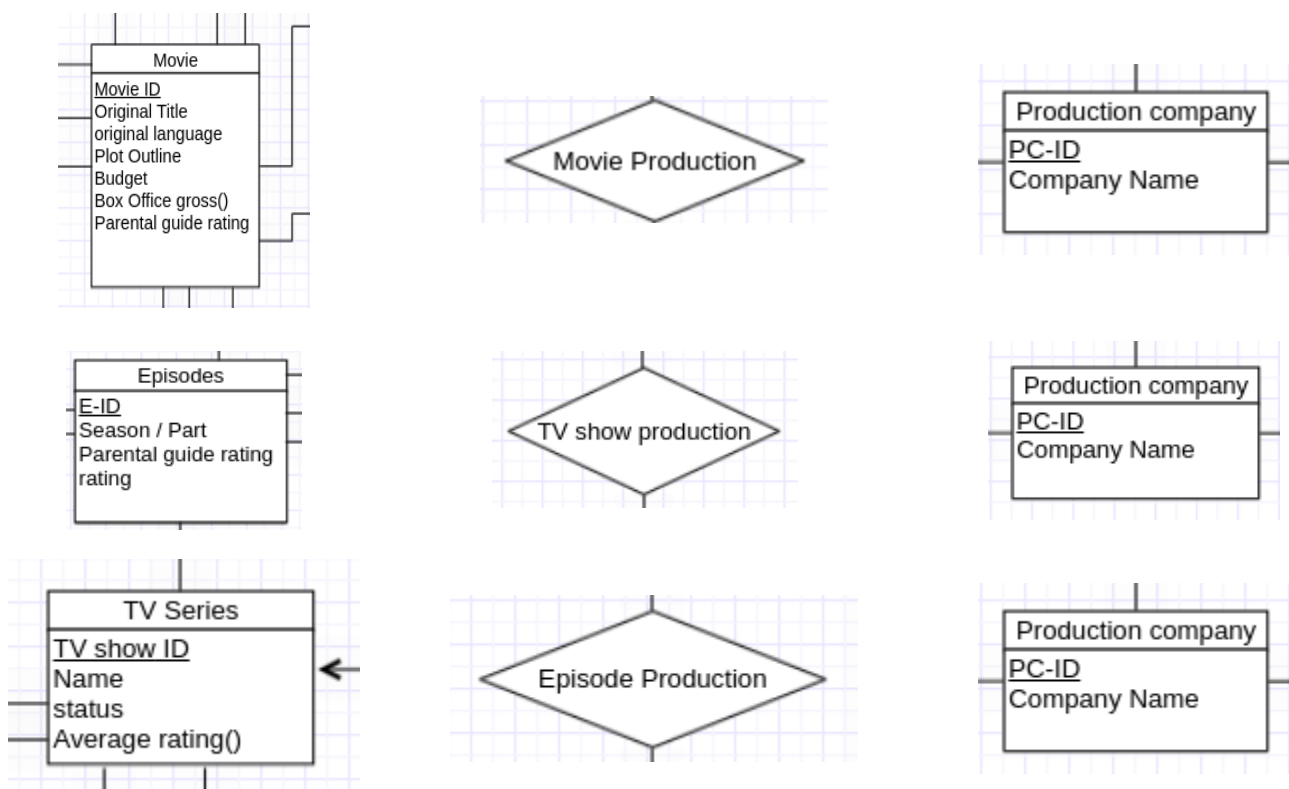 Movie
Movie ID
Original Title
original language
Plot Outline
Budget
Box Office gross()
Parental guide rating
Movie Production
Production company
PC-ID
Company Name
Episodes
E-ID
Season / Part
Parental guide rating
rating
TV show production
Production company
PC-ID
Company Name
TV Series
TV show ID
Name
status
Average rating()
Episode Production
Production company
PC-ID
Company Name